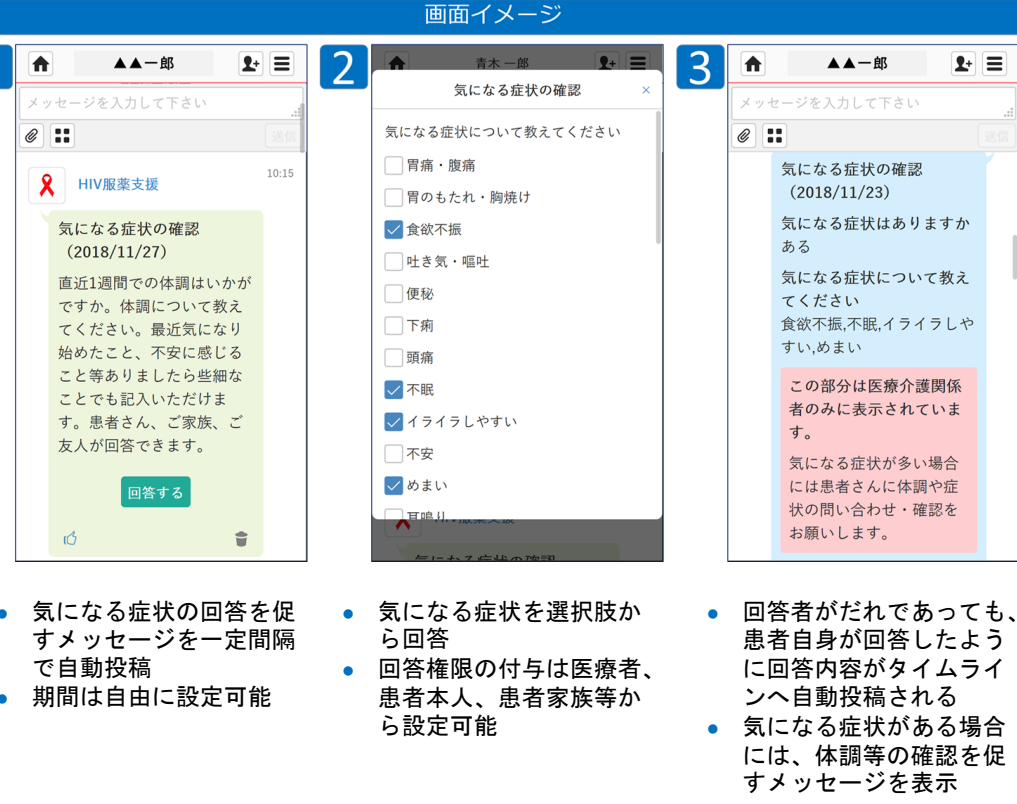 画面イメージ
▲▲一郎
メッセージを入力して下さい
送信
HIV服薬支援
10:15
気になる症状の確認
（2018/11/27）
直近1週間での体調はいかが
ですか。体調について教え
てください。最近気になり
始めたこと、不安に感じる
こと等ありましたら些細な
ことでも記入いただけま
す。患者さん、ご家族、ご
友人が回答できます。
回答する
● 気になる症状の回答を促
すメッセージを一定間隔
で自動投稿
● 期間は自由に設定可能
2
青木 一郎
気になる症状の確認 ×
気になる症状について教えてください
胃痛・腹痛
胃のもたれ・胸焼け
食欲不振
吐き気・嘔吐
便秘
下痢
頭痛
不眠
イライラしやすい
不安
めまい
耳鳴り
HIV服薬支援
気になる症状の確認
● 気になる症状を選択肢か
ら回答
● 回答権限の付与は医療者、
患者本人、患者家族等か
ら設定可能
3
▲▲一郎
メッセージを入力して下さい
送信
気になる症状の確認
（2018/11/23）
気になる症状はありますか
ある
気になる症状について教え
てください
食欲不振,不眠,イライラしや
すい,めまい
この部分は医療介護関係
者のみに表示されていま
す。
気になる症状が多い場合
には患者さんに体調や症
状の問い合わせ・確認を
お願いします。
● 回答者がだれであっても、
患者自身が回答したよう
に回答内容がタイムライ
ンへ自動投稿される
● 気になる症状がある場合
には、体調等の確認を促
すメッセージを表示